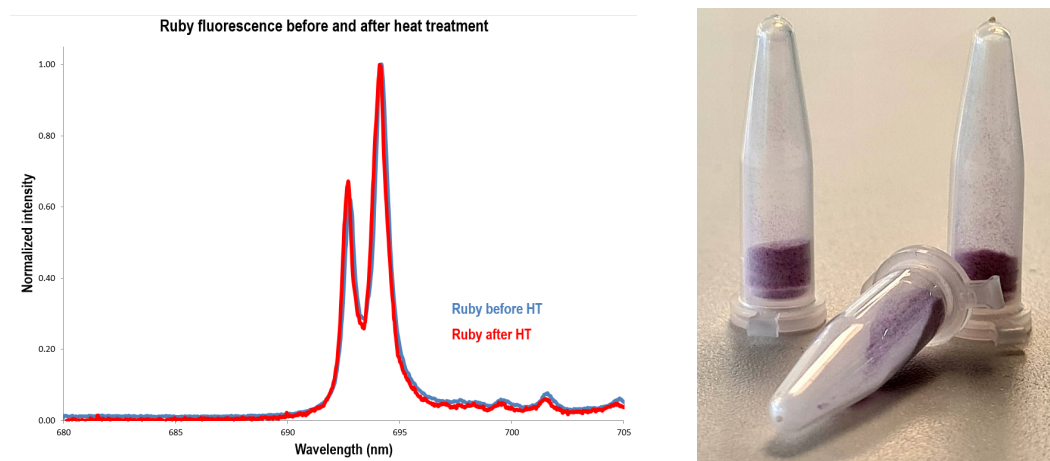 Ruby fluorescence before and after heat treatment
1.00
0.80
0.60
0.40
0.20
0.00
Normalized intensity
Ruby before HT
Ruby after HT
680
685
690
695
700
705
Wavelength (nm)